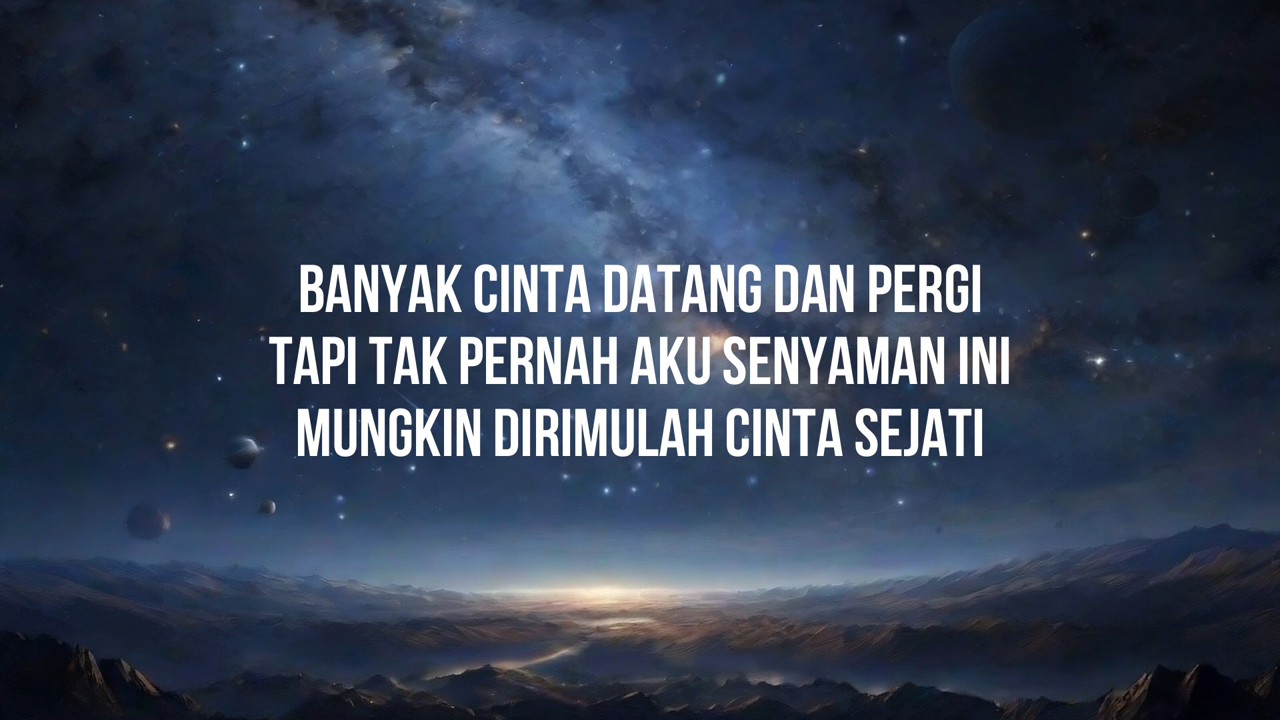 BANYAK CINTA DATANG DAN PERGI
TAPI TAK PERNAH AKU SENYAMAN INI
MUNGKIN DIRIMULAH CINTA SEJATI